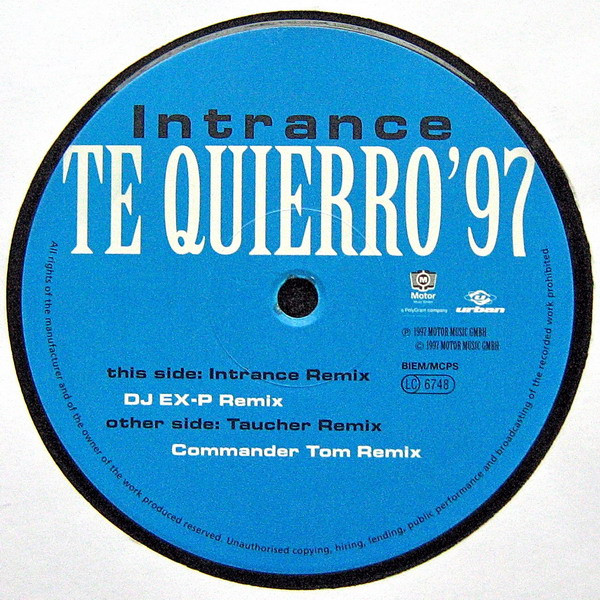 Intrance
TE QUIERRO’97
M
Motor
Music GmbH
a PolyGram company
urban
℗ 1997 MOTOR MUSIC GMBH
© 1997 MOTOR MUSIC GMBH
BIEM/MCPS
LC 6748
this side: Intrance Remix
DJ EX-P Remix
other side: Taucher Remix
Commander Tom Remix
All rights of the manufacturer and of the owner of the work produced reserved. Unauthorised copying, hiring, lending, public performance and broadcasting of the recorded work prohibited.